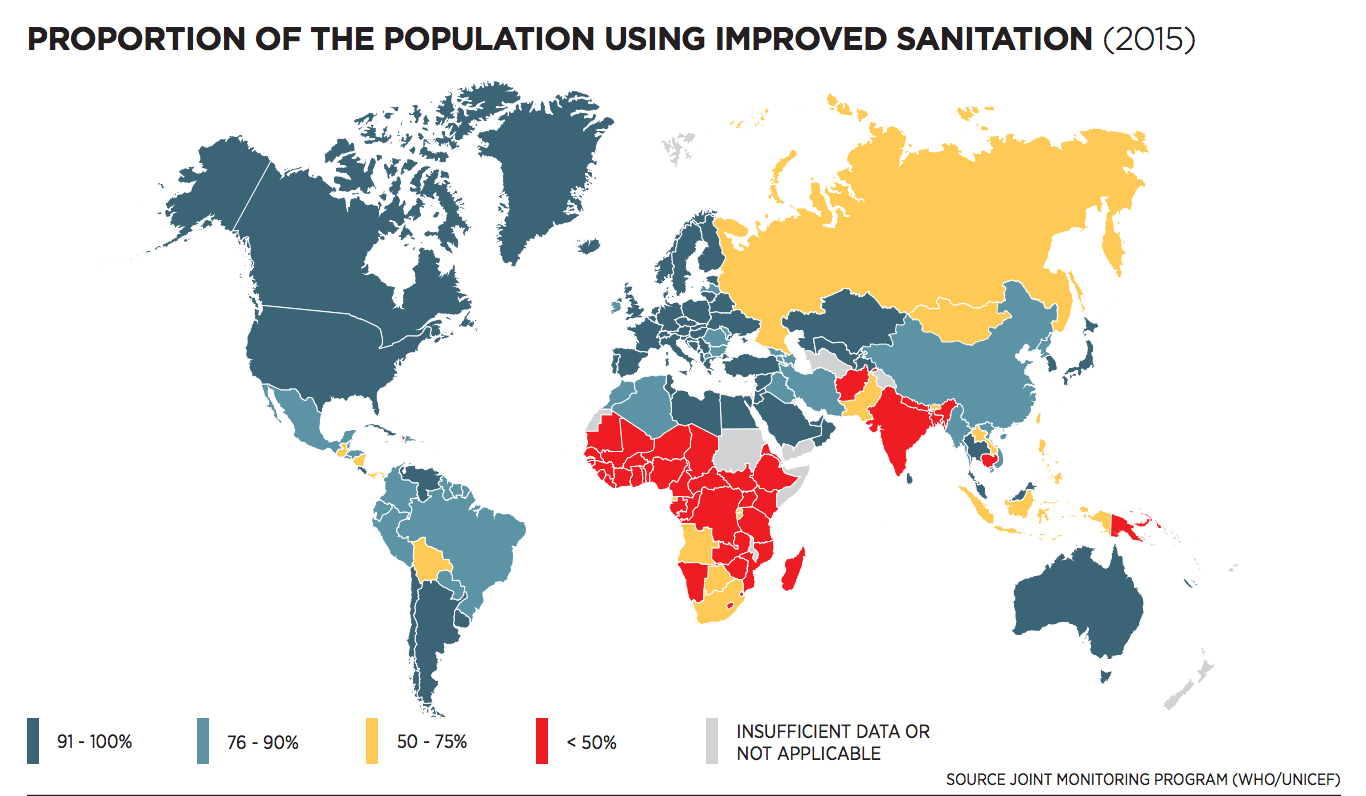 PROPORTION OF THE POPULATION USING IMPROVED SANITATION (2015)
91 - 100%
76 - 90%
50 - 75%
< 50%
INSUFFICIENT DATA OR
NOT APPLICABLE
SOURCE JOINT MONITORING PROGRAM (WHO/UNICEF)